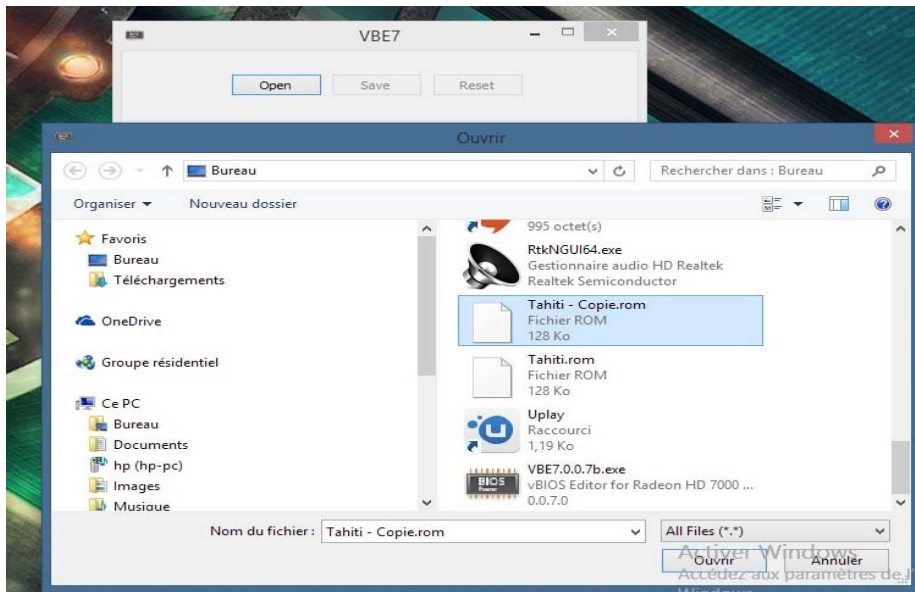 VBE7
Open
Save
Reset
Ouvrir
Bureau
Rechercher dans : Bureau
Organiser
Nouveau dossier
Favoris
Bureau
Téléchargements
OneDrive
Groupe résidentiel
Ce PC
Bureau
Documents
hp (hp-pc)
Images
Musique
995 octet(s)
RtkNGUI64.exe
Gestionnaire audio HD Realtek
Realtek Semiconductor
Tahiti - Copie.rom
Fichier ROM
128 Ko
Tahiti.rom
Fichier ROM
128 Ko
Uplay
Raccourci
1,19 Ko
BIOS
VBE7.0.0.7b.exe
vBIOS Editor for Radeon HD 7000 ...
0.0.7.0
Nom du fichier :
Tahiti - Copie.rom
All Files (*.*)
Ouvrir
Annuler
Activer Windows
Accédez aux paramètres de l'
Windows